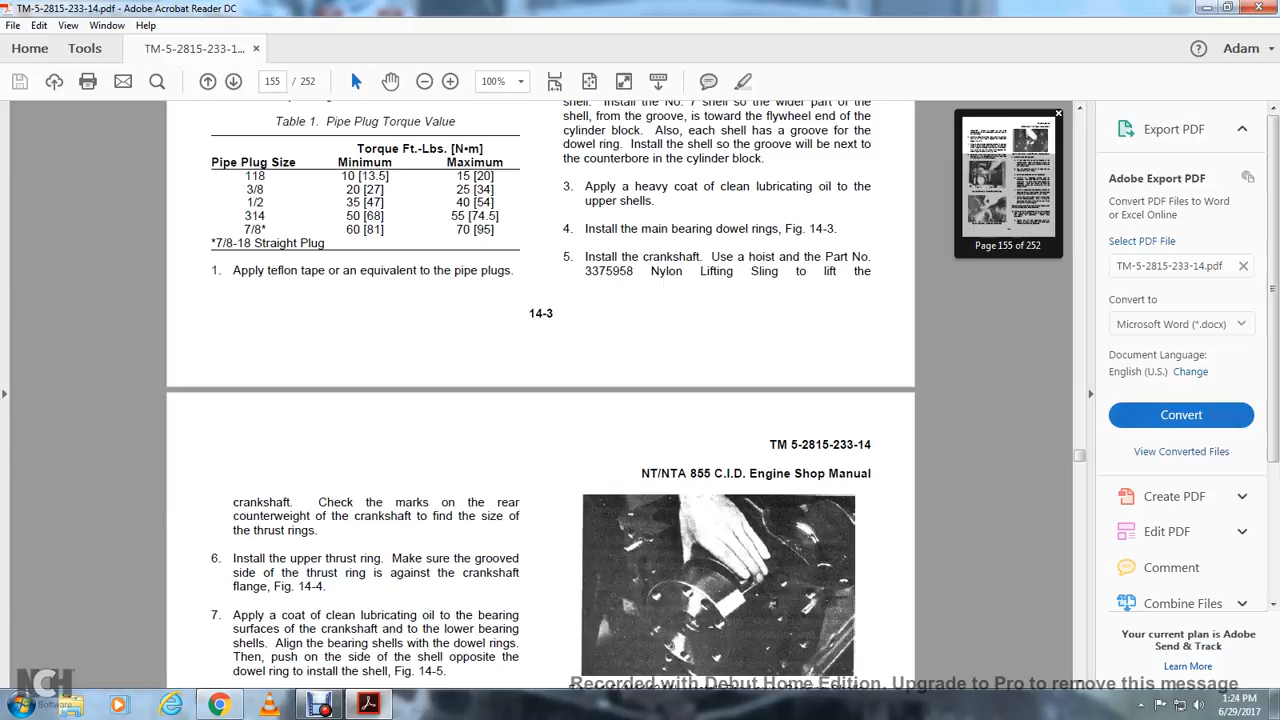 TM-5-2815-233-14.pdf - Adobe Acrobat Reader DC
File Edit View Window Help
Home Tools TM-5-2815-233-1... × Adam
155 / 252 100%
Table 1. Pipe Plug Torque Value
Torque Ft.-Lbs. [N•m]
Pipe Plug Size Minimum Maximum
118 10 [13.5] 15 [20]
3/8 20 [27] 25 [34]
1/2 35 [47] 40 [54]
314 50 [68] 55 [74.5]
7/8* 60 [81] 70 [95]
*7/8-18 Straight Plug
1. Apply teflon tape or an equivalent to the pipe plugs.
shell. Install the No. 7 shell so the wider part of the
shell, from the groove, is toward the flywheel end of the
cylinder block. Also, each shell has a groove for the
dowel ring. Install the shell so the groove will be next to
the counterbore in the cylinder block.
3. Apply a heavy coat of clean lubricating oil to the
upper shells.
4. Install the main bearing dowel rings, Fig. 14-3.
5. Install the crankshaft. Use a hoist and the Part No.
3375958 Nylon Lifting Sling to lift the
14-3
TM 5-2815-233-14
NT/NTA 855 C.I.D. Engine Shop Manual
crankshaft. Check the marks on the rear
counterweight of the crankshaft to find the size of
the thrust rings.
6. Install the upper thrust ring. Make sure the grooved
side of the thrust ring is against the crankshaft
flange, Fig. 14-4.
7. Apply a coat of clean lubricating oil to the bearing
surfaces of the crankshaft and to the lower bearing
shells. Align the bearing shells with the dowel rings.
Then, push on the side of the shell opposite the
dowel ring to install the shell, Fig. 14-5.
Page 155 of 252
Export PDF
Adobe Export PDF
Convert PDF Files to Word
or Excel Online
Select PDF File
TM-5-2815-233-14.pdf
Convert to
Microsoft Word (*.docx)
Document Language:
English (U.S.) Change
Convert
View Converted Files
Create PDF
Edit PDF
Comment
Combine Files
Your current plan is Adobe
Send & Track
Learn More
Recorded with Debut Home Edition. Upgrade to Pro to remove this message
NCH
Software
1:24 PM
6/29/2017